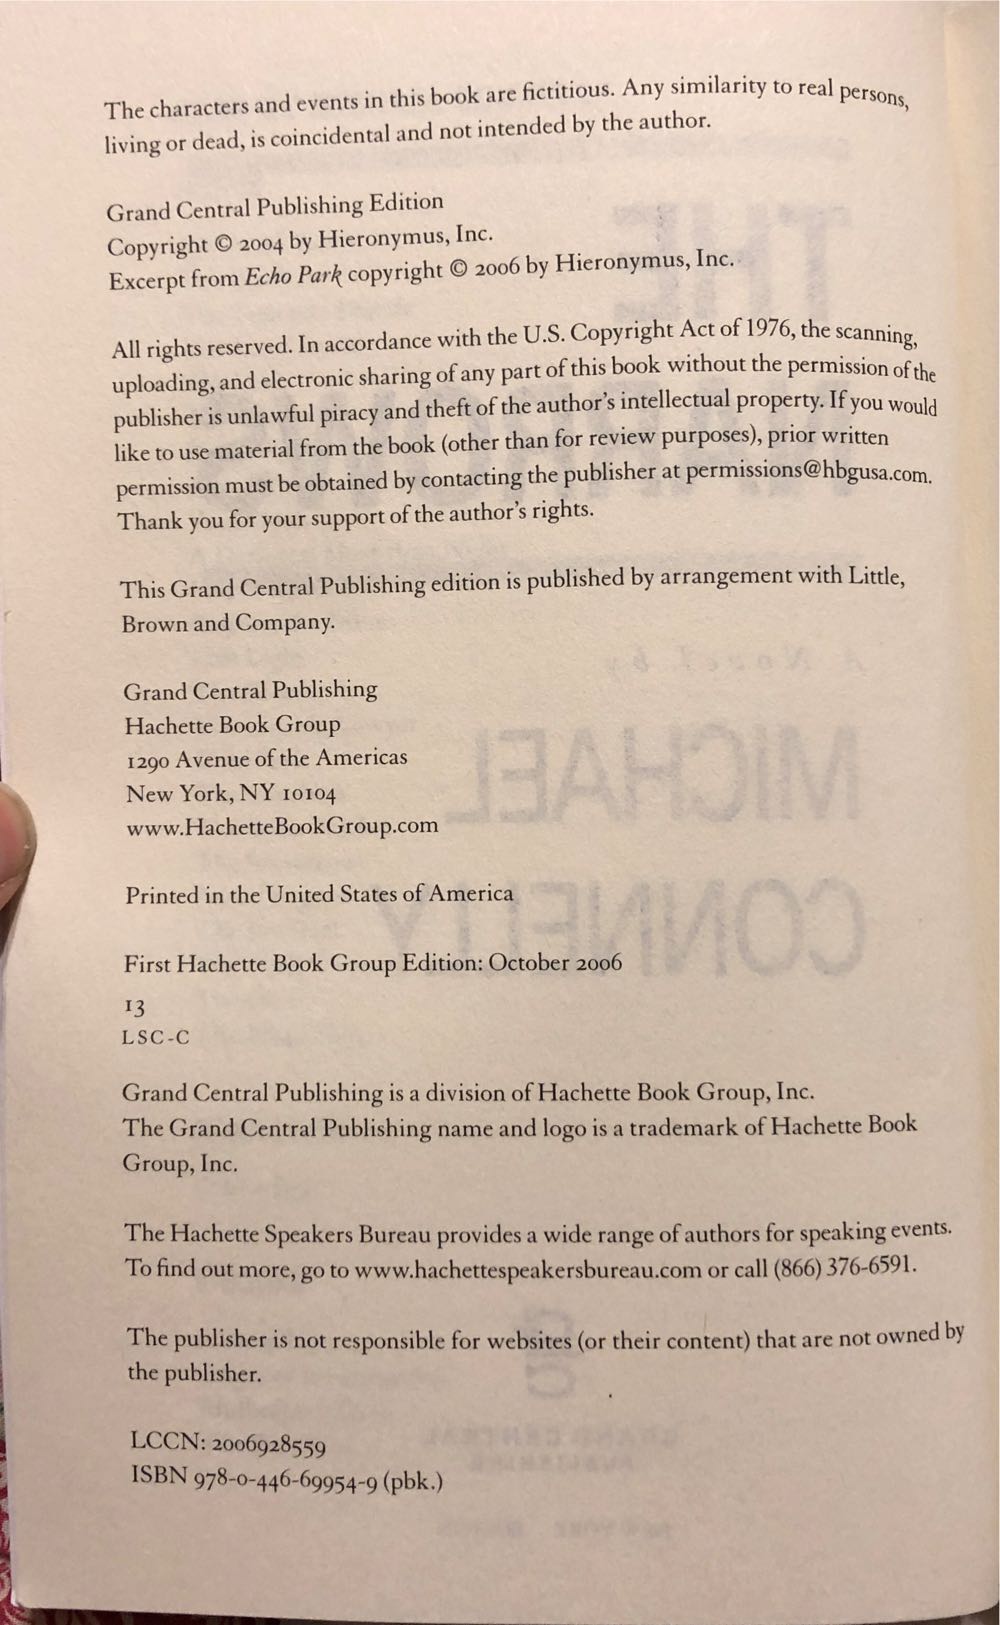 The characters and events in this book are fictitious. Any similarity to real persons,
living or dead, is coincidental and not intended by the author.
Grand Central Publishing Edition
Copyright © 2004 by Hieronymus, Inc.
Excerpt from Echo Park copyright © 2006 by Hieronymus, Inc.
All rights reserved. In accordance with the U.S. Copyright Act of 1976, the scanning,
uploading, and electronic sharing of any part of this book without the permission of the
publisher is unlawful piracy and theft of the author's intellectual property. If you would
like to use material from the book (other than for review purposes), prior written
permission must be obtained by contacting the publisher at permissions@hbgusa.com.
Thank you for your support of the author's rights.
This Grand Central Publishing edition is published by arrangement with Little,
Brown and Company.
Grand Central Publishing
Hachette Book Group
1290 Avenue of the Americas
New York, NY 10104
www.HachetteBookGroup.com
Printed in the United States of America
First Hachette Book Group Edition: October 2006
13
LSC-C
Grand Central Publishing is a division of Hachette Book Group, Inc.
The Grand Central Publishing name and logo is a trademark of Hachette Book
Group, Inc.
The Hachette Speakers Bureau provides a wide range of authors for speaking events.
To find out more, go to www.hachettespeakersbureau.com or call (866) 376-6591.
The publisher is not responsible for websites (or their content) that are not owned by
the publisher.
LCCN: 2006928559
ISBN 978-0-446-69954-9 (pbk.)